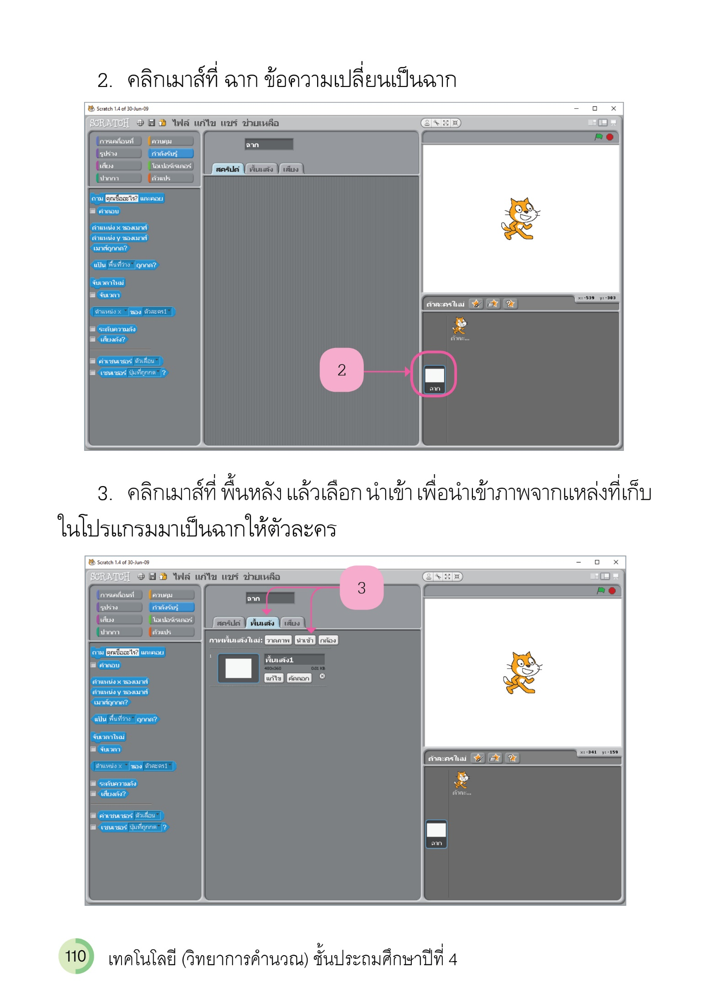 2. คลิกเมาส์ที่ ฉาก ข้อความเปลี่ยนเป็นฉาก
Scratch 1.4 of 30-Jun-09
SCRATCH ไฟล์ แก้ไข แชร์ ช่วยเหลือ
การเคลื่อนที่ ควบคุม
รูปร่าง กำลังรับรู้
เสียง โอเปอร์เรเตอร์
ปากกา ตัวแปร
ฉาก
สคริปต์ พื้นหลัง เสียง
ถาม คุณชื่ออะไร? และคอย
คำตอบ
ตำแหน่ง x ของเมาส์
ตำแหน่ง y ของเมาส์
เมาส์ถูกกด?
แป้น พื้นที่ว่าง ถูกกด?
จับเวลาใหม่
จับเวลา
ตำแหน่ง x ของ ตัวละคร1
ระดับความดัง
เสียงดัง?
ค่าเซนเซอร์ ตัวเลื่อน
เซนเซอร์ ปุ่มที่ถูกกด ?
x: -539 y: -303
ตัวละครใหม่
ตัวละ...
2
ฉาก
3. คลิกเมาส์ที่ พื้นหลัง แล้วเลือก นำเข้า เพื่อนำเข้าภาพจากแหล่งที่เก็บ
ในโปรแกรมมาเป็นฉากให้ตัวละคร
Scratch 1.4 of 30-Jun-09
SCRATCH ไฟล์ แก้ไข แชร์ ช่วยเหลือ
3
การเคลื่อนที่ ควบคุม
รูปร่าง กำลังรับรู้
เสียง โอเปอร์เรเตอร์
ปากกา ตัวแปร
ฉาก
สคริปต์ พื้นหลัง เสียง
ภาพพื้นหลังใหม่: วาดภาพ นำเข้า กล้อง
1 พื้นหลัง1
480x360 0.01 KB
แก้ไข คัดลอก
ถาม คุณชื่ออะไร? และคอย
คำตอบ
ตำแหน่ง x ของเมาส์
ตำแหน่ง y ของเมาส์
เมาส์ถูกกด?
แป้น พื้นที่ว่าง ถูกกด?
จับเวลาใหม่
จับเวลา
ตำแหน่ง x ของ ตัวละคร1
ระดับความดัง
เสียงดัง?
ค่าเซนเซอร์ ตัวเลื่อน
เซนเซอร์ ปุ่มที่ถูกกด ?
x: -341 y: -159
ตัวละครใหม่
ตัวละ...
ฉาก
110 เทคโนโลยี (วิทยาการคำนวณ) ชั้นประถมศึกษาปีที่ 4